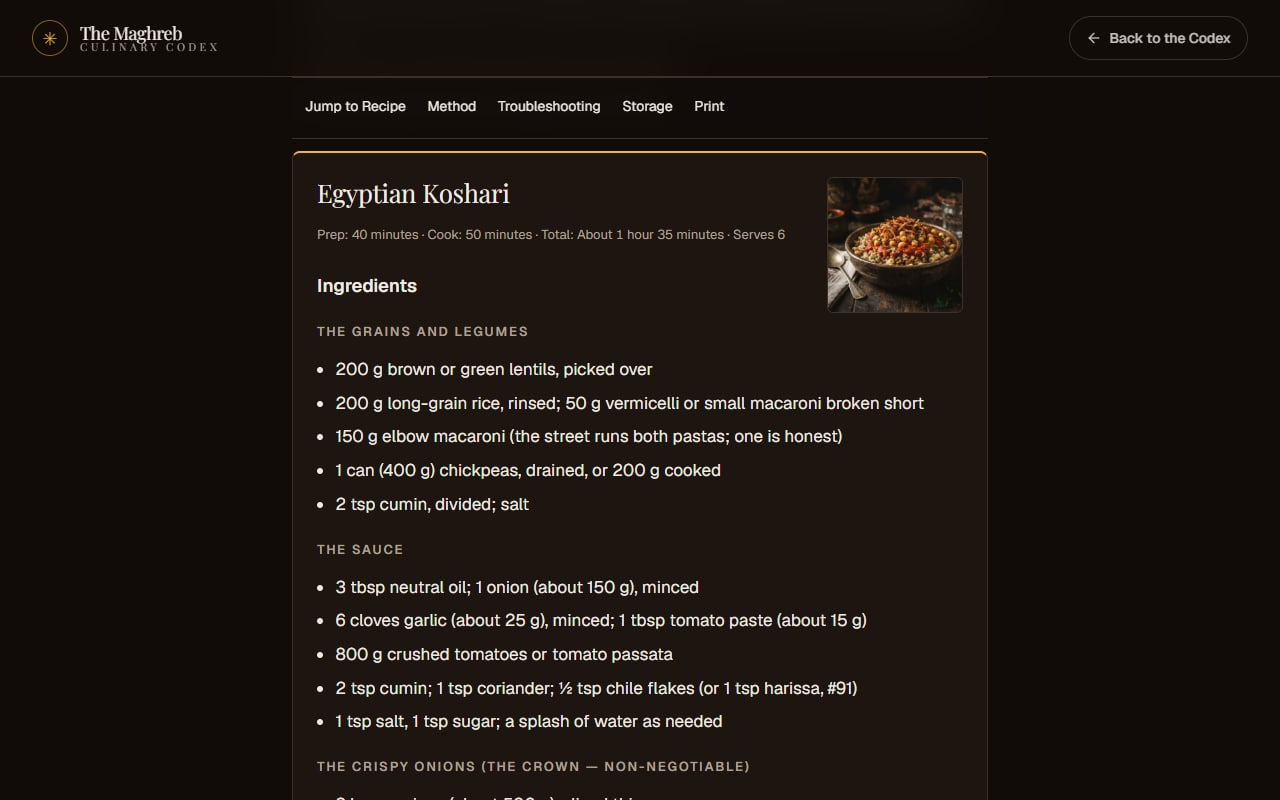 The Maghreb
CULINARY CODEX
← Back to the Codex
Jump to Recipe Method Troubleshooting Storage Print
Egyptian Koshari
Prep: 40 minutes · Cook: 50 minutes · Total: About 1 hour 35 minutes · Serves 6
Ingredients
THE GRAINS AND LEGUMES
• 200 g brown or green lentils, picked over
• 200 g long-grain rice, rinsed; 50 g vermicelli or small macaroni broken short
• 150 g elbow macaroni (the street runs both pastas; one is honest)
• 1 can (400 g) chickpeas, drained, or 200 g cooked
• 2 tsp cumin, divided; salt
THE SAUCE
• 3 tbsp neutral oil; 1 onion (about 150 g), minced
• 6 cloves garlic (about 25 g), minced; 1 tbsp tomato paste (about 15 g)
• 800 g crushed tomatoes or tomato passata
• 2 tsp cumin; 1 tsp coriander; ½ tsp chile flakes (or 1 tsp harissa, #91)
• 1 tsp salt, 1 tsp sugar; a splash of water as needed
THE CRISPY ONIONS (THE CROWN — NON-NEGOTIABLE)